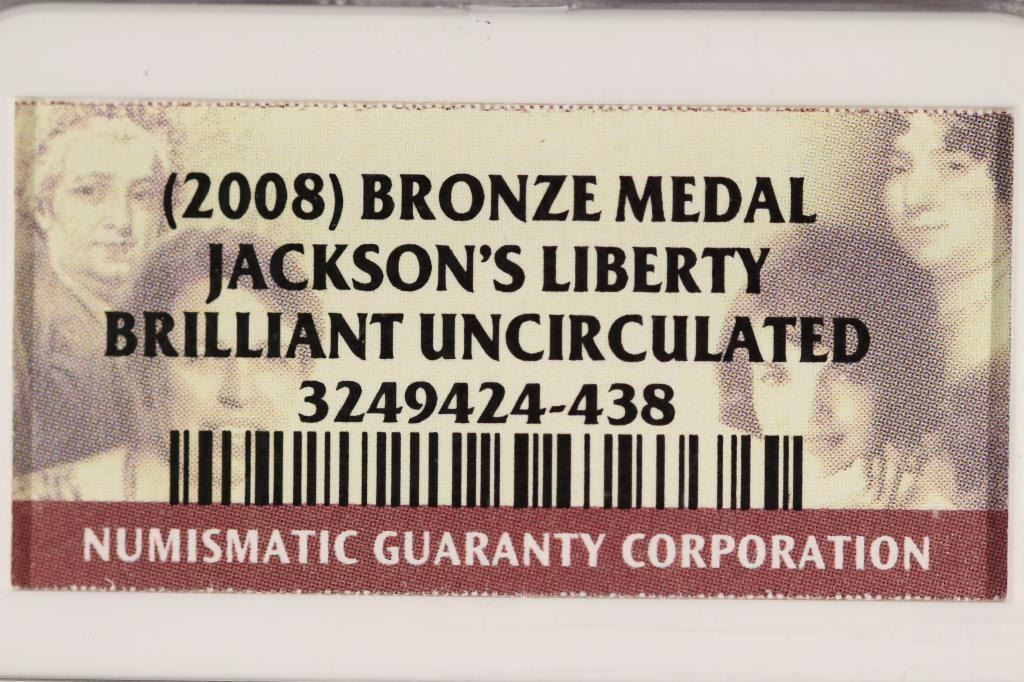 (2008) BRONZE MEDAL
JACKSON'S LIBERTY
BRILLIANT UNCIRCULATED
3249424-438
NUMISMATIC GUARANTY CORPORATION